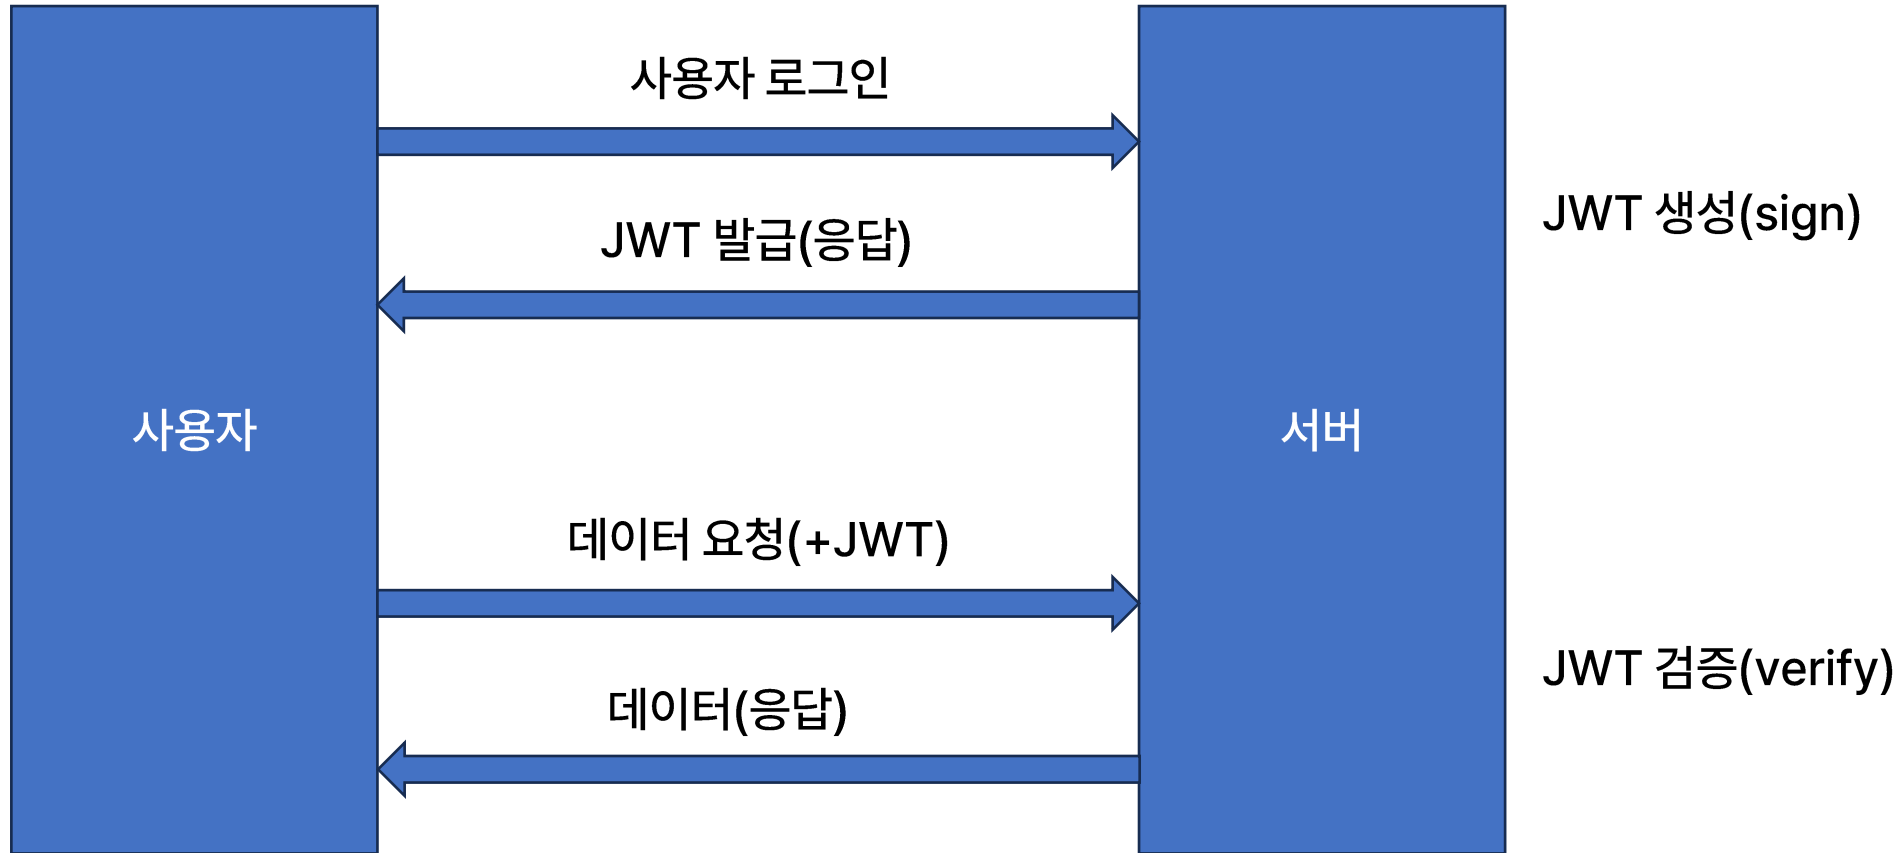 사용자 로그인
JWT 생성(sign)
JWT 발급(응답)
사용자
서버
데이터 요청(+JWT)
JWT 검증(verify)
데이터(응답)